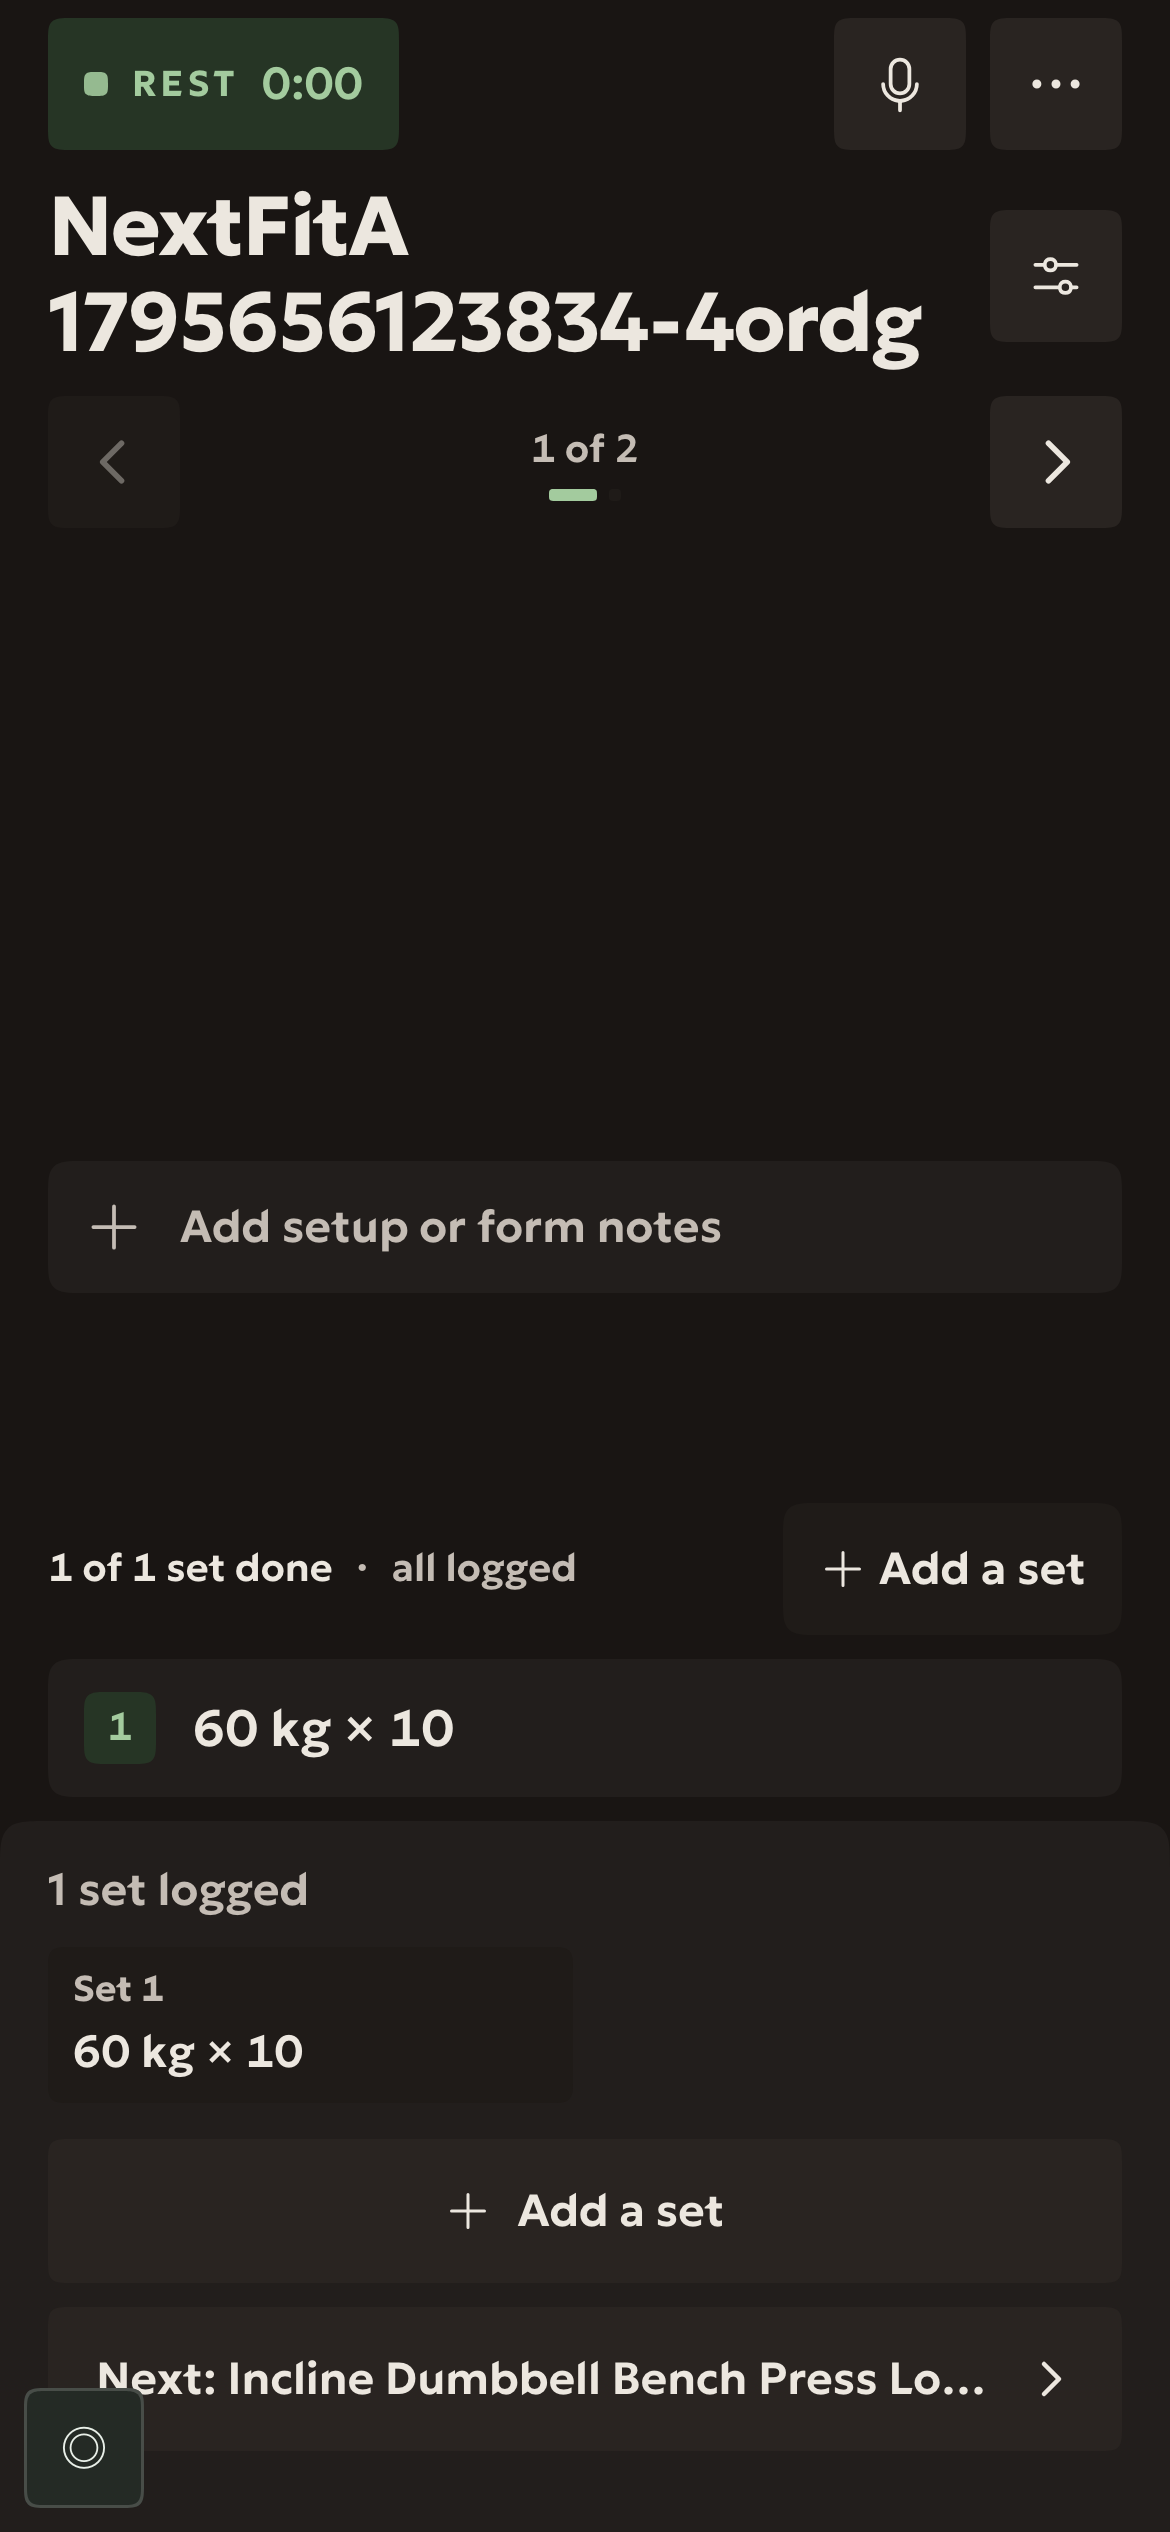 REST 0:00
NextFitA
1795656123834-4ordg
1 of 2
Add setup or form notes
1 of 1 set done · all logged
Add a set
1 60 kg × 10
1 set logged
Set 1
60 kg × 10
Add a set
Next: Incline Dumbbell Bench Press Lo...